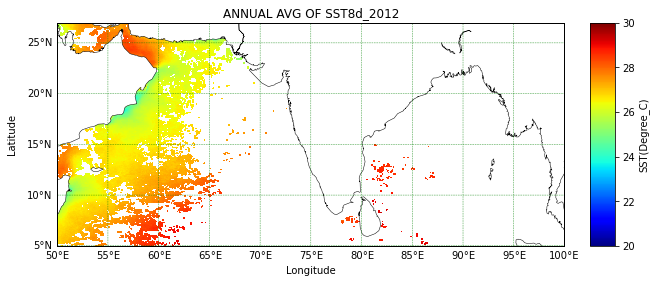 ANNUAL AVG OF SST8d_2012
25°N
20°N
15°N
10°N
5°N
Latitude
50°E 55°E 60°E 65°E 70°E 75°E 80°E 85°E 90°E 95°E 100°E
Longitude
30
28
26
24
22
20
SST(Degree_C)